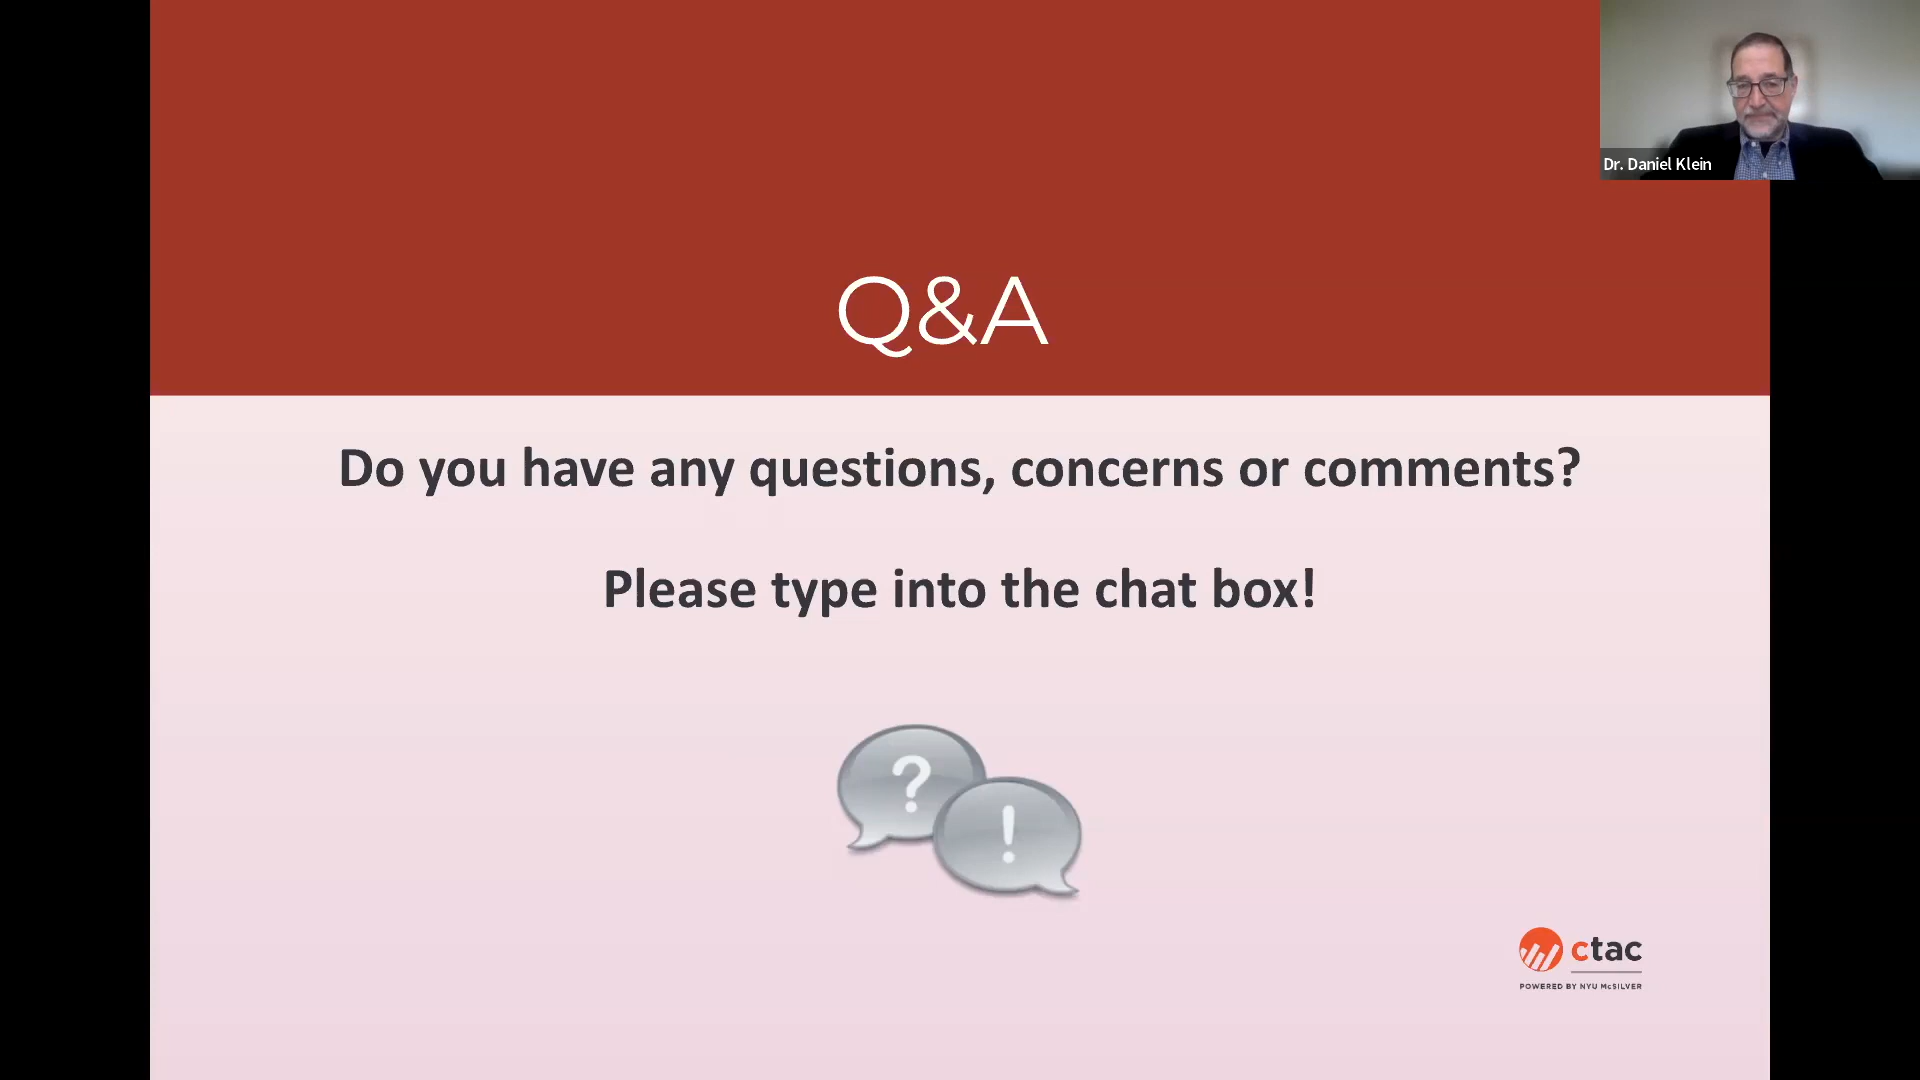 Dr. Daniel Klein
Q&A
Do you have any questions, concerns or comments?
Please type into the chat box!
?
!
ctac
POWERED BY NYU McSILVER